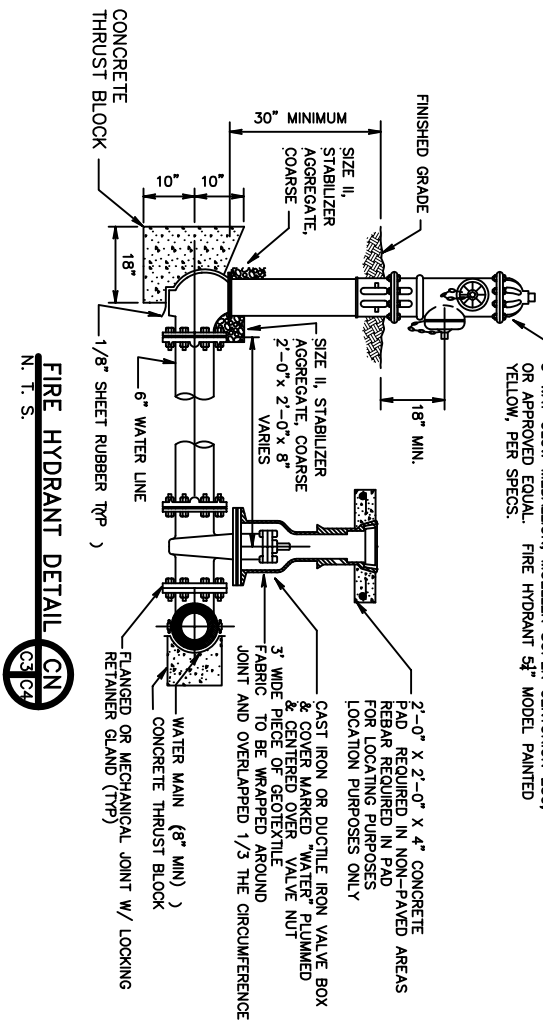 OR APPROVED EQUAL. FIRE HYDRANT 5¼" MODEL PAINTED
YELLOW, PER SPECS.
FINISHED GRADE
30" MINIMUM
18" MIN.
SIZE II,
STABILIZER
AGGREGATE,
COARSE
10"
10"
18"
CONCRETE
THRUST BLOCK
SIZE II, STABILIZER
AGGREGATE, COARSE
2'-0"x 2'-0"x 8"
VARIES
6" WATER LINE
1/8" SHEET RUBBER TYP )
2'-0" X 2'-0" X 4" CONCRETE
PAD REQUIRED IN NON-PAVED AREAS
REBAR REQUIRED IN PAD
FOR LOCATING PURPOSES
LOCATION PURPOSES ONLY
CAST IRON OR DUCTILE IRON VALVE BOX
& COVER MARKED "WATER" PLUMMED
& CENTERED OVER VALVE NUT
3' WIDE PIECE OF GEOTEXTILE
FABRIC TO BE WRAPPED AROUND
JOINT AND OVERLAPPED 1/3 THE CIRCUMFERENCE
WATER MAIN (8" MIN) )
CONCRETE THRUST BLOCK
FLANGED OR MECHANICAL JOINT W/ LOCKING
RETAINER GLAND (TYP)
FIRE HYDRANT DETAIL
N. T. S.
CN
C3 C4